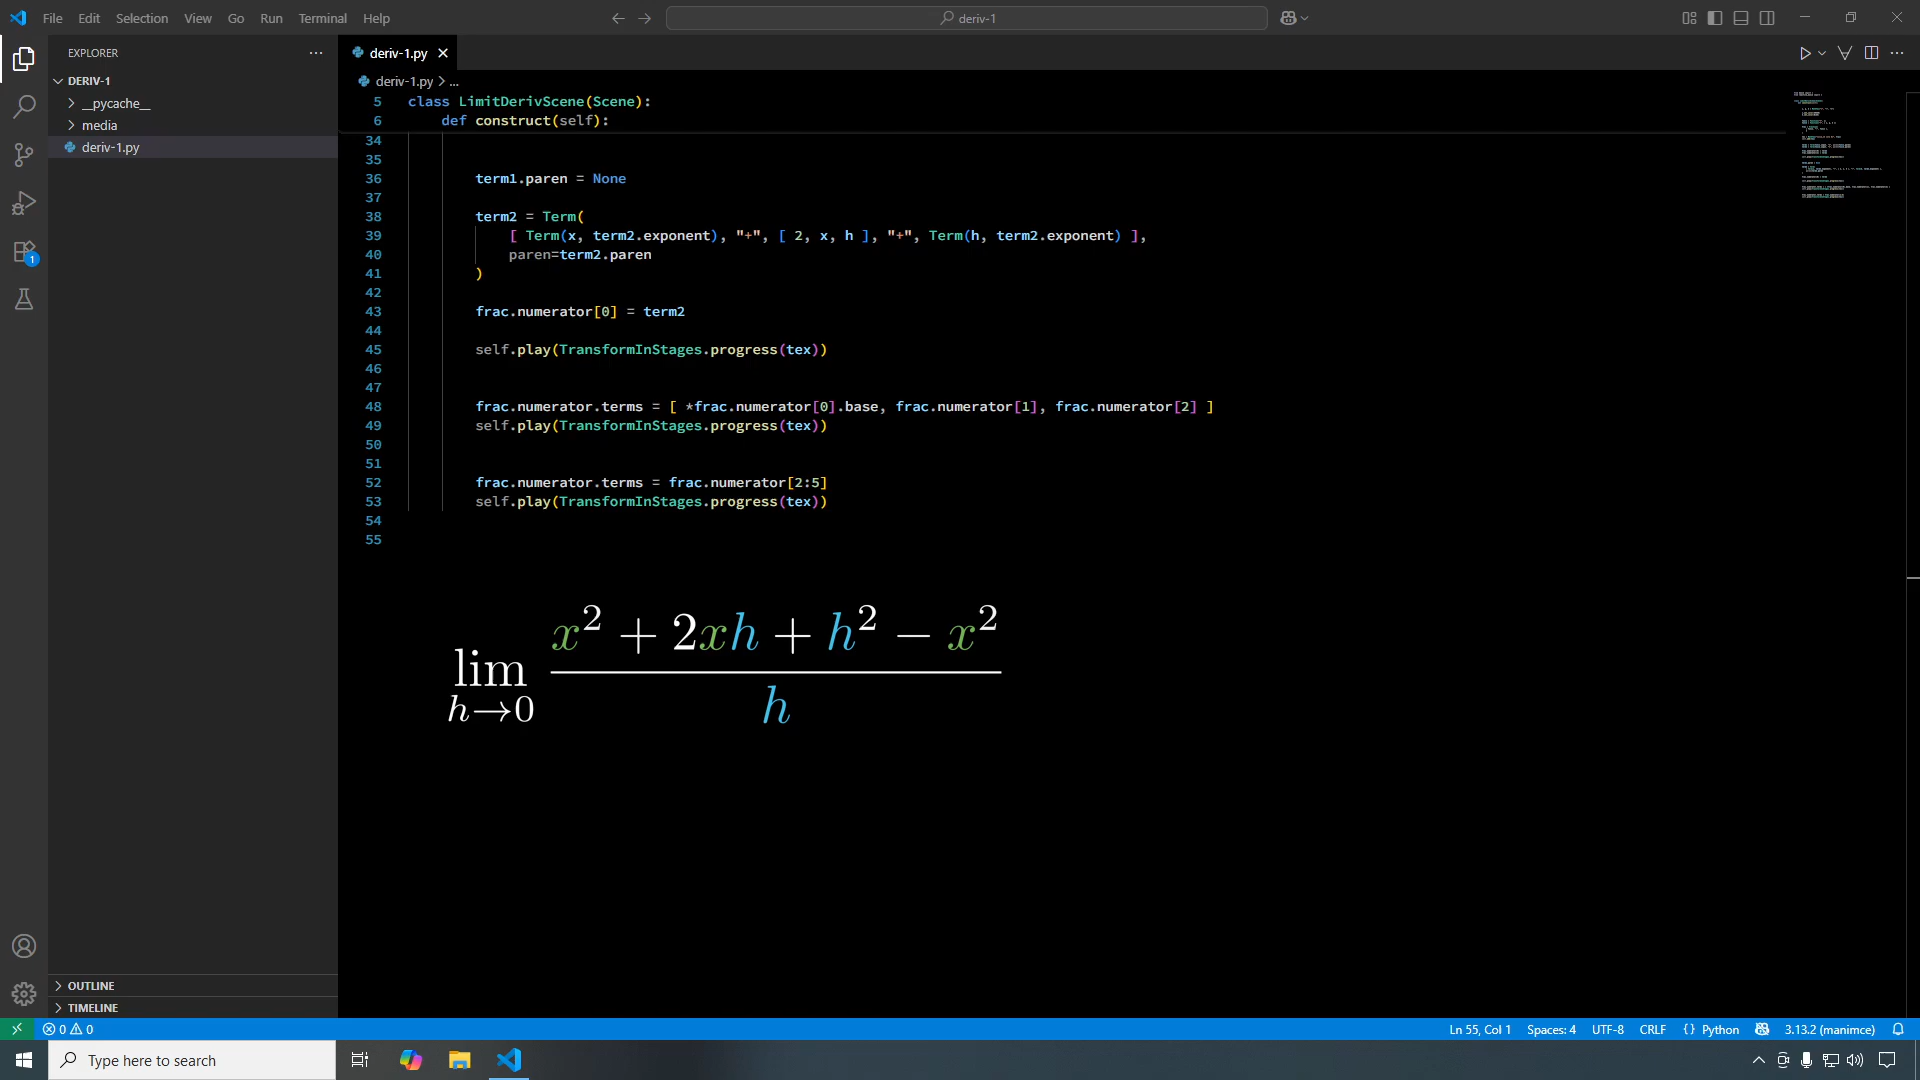 File Edit Selection View Go Run Terminal Help
deriv-1
EXPLORER
DERIV-1
__pycache__
media
deriv-1.py
OUTLINE
TIMELINE
deriv-1.py
deriv-1.py > ...
5 class LimitDerivScene(Scene):
6 def construct(self):
34
35
36 term1.paren = None
37
38 term2 = Term(
39 [ Term(x, term2.exponent), "+", [ 2, x, h ], "+", Term(h, term2.exponent) ],
40 paren=term2.paren
41 )
42
43 frac.numerator[0] = term2
44
45 self.play(TransformInStages.progress(tex))
46
47
48 frac.numerator.terms = [ *frac.numerator[0].base, frac.numerator[1], frac.numerator[2] ]
49 self.play(TransformInStages.progress(tex))
50
51
52 frac.numerator.terms = frac.numerator[2:5]
53 self.play(TransformInStages.progress(tex))
54
55
x² + 2xh + h² − x²
lim
h→0
h
1
0 0
Ln 55, Col 1 Spaces: 4 UTF-8 CRLF {} Python 3.13.2 (manimce)
Type here to search